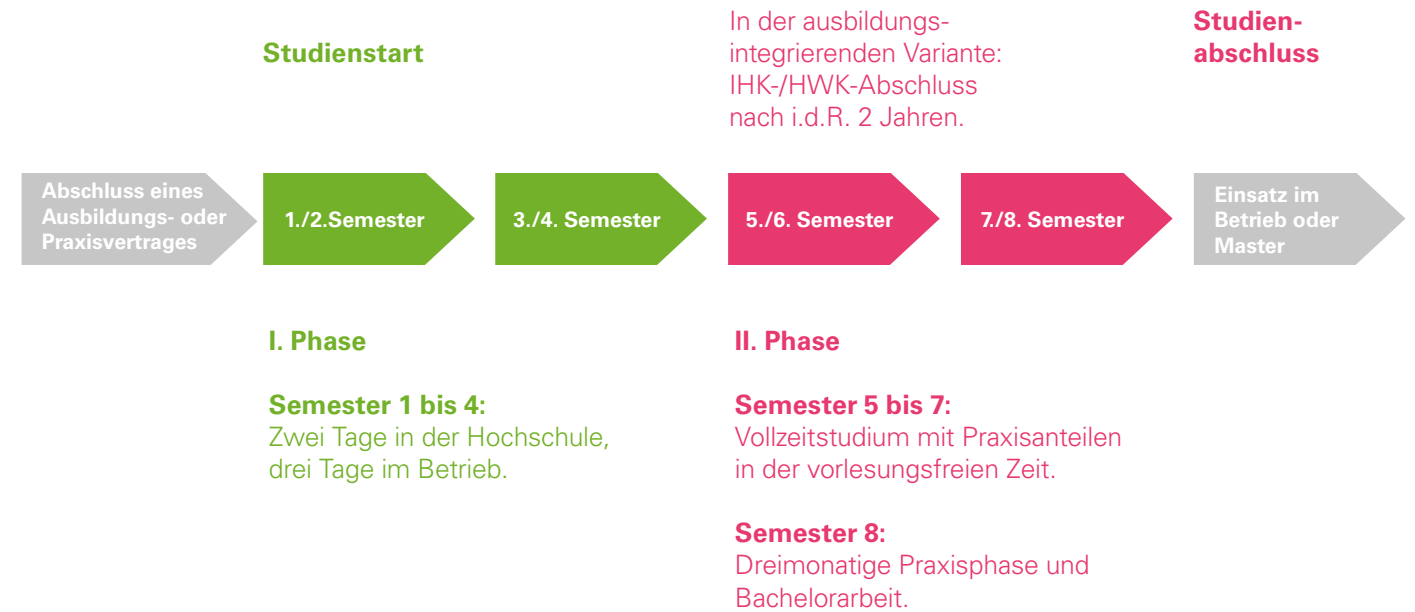 Studienstart
In der ausbildungs-
integrierenden Variante:
IHK-/HWK-Abschluss
nach i.d.R. 2 Jahren.
Studien-
abschluss
Abschluss eines
Ausbildungs- oder
Praxisvertrages
1./2.Semester
3./4. Semester
5./6. Semester
7./8. Semester
Einsatz im
Betrieb oder
Master
I. Phase
Semester 1 bis 4:
Zwei Tage in der Hochschule,
drei Tage im Betrieb.
II. Phase
Semester 5 bis 7:
Vollzeitstudium mit Praxisanteilen
in der vorlesungsfreien Zeit.
Semester 8:
Dreimonatige Praxisphase und
Bachelorarbeit.